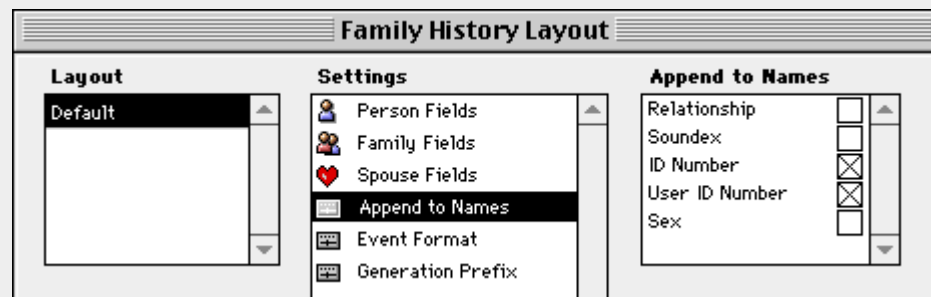 Family History Layout
Layout
Default
Settings
Person Fields
Family Fields
Spouse Fields
Append to Names
Event Format
Generation Prefix
Append to Names
Relationship
Soundex
ID Number
User ID Number
Sex